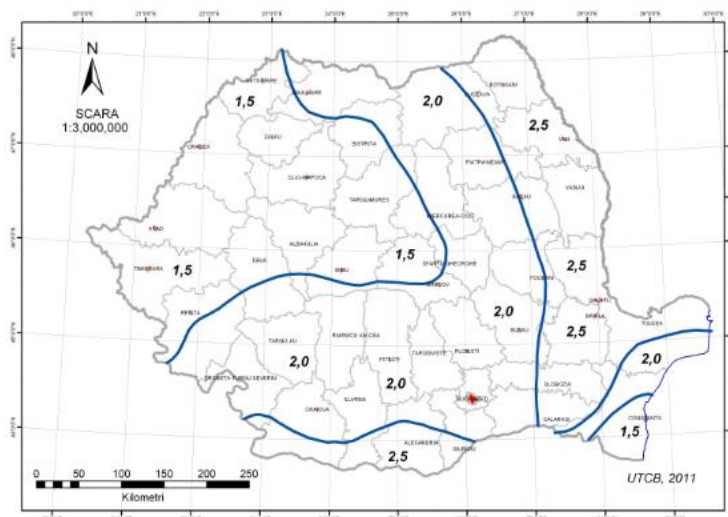 N
SCARA
1:3,000,000
1,5
2,0
2,5
SATU MARE
BAIA MARE
SUCEAVA
BOTOSANI
IASI
ZALAU
BISTRITA
ORADEA
PIATRA NEAMT
CLUJ-NAPOCA
BACAU
VASLUI
TARGU MURES
MIERCUREA-CIUC
ARAD
ALBA IULIA
1,5
2,5
TIMISOARA
1,5
DEVA
SIBIU
SFANTU GHEORGHE
BRASOV
FOCSANI
GALATI
RESITA
2,0
2,5
BRAILA
TULCEA
BUZAU
TARGU JIU
RAMNICU VALCEA
2,0
2,0
PITESTI
TARGOVISTE
PLOIESTI
2,0
DROBETA-TURNU SEVERIN
SLOBOZIA
SLATINA
BUCURESTI
CRAIOVA
CALARASI
CONSTANTA
1,5
ALEXANDRIA
GIURGIU
2,5
0 50 100 150 200 250
Kilometri
UTCB, 2011